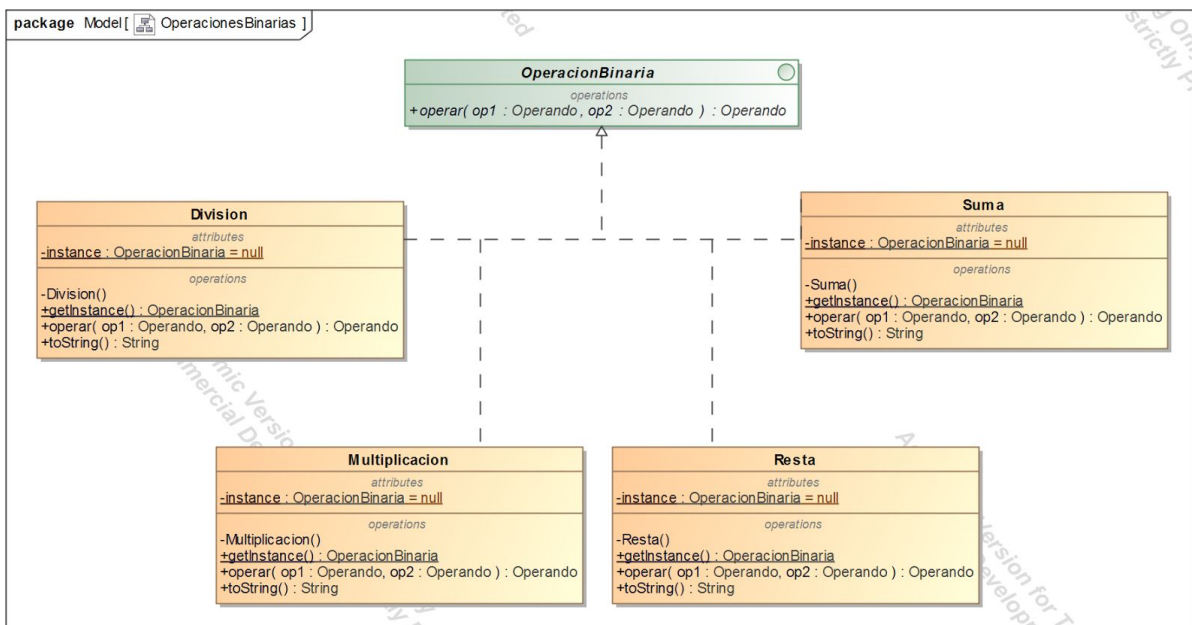 package Model [ OperacionesBinarias ]
OperacionBinaria
operations
+operar( op1 : Operando, op2 : Operando ) : Operando
Division
attributes
-instance : OperacionBinaria = null
operations
-Division()
+getInstance() : OperacionBinaria
+operar( op1 : Operando, op2 : Operando ) : Operando
+toString() : String
Suma
attributes
-instance : OperacionBinaria = null
operations
-Suma()
+getInstance() : OperacionBinaria
+operar( op1 : Operando, op2 : Operando ) : Operando
+toString() : String
Multiplicacion
attributes
-instance : OperacionBinaria = null
operations
-Multiplicacion()
+getInstance() : OperacionBinaria
+operar( op1 : Operando, op2 : Operando ) : Operando
+toString() : String
Resta
attributes
-instance : OperacionBinaria = null
operations
-Resta()
+getInstance() : OperacionBinaria
+operar( op1 : Operando, op2 : Operando ) : Operando
+toString() : String